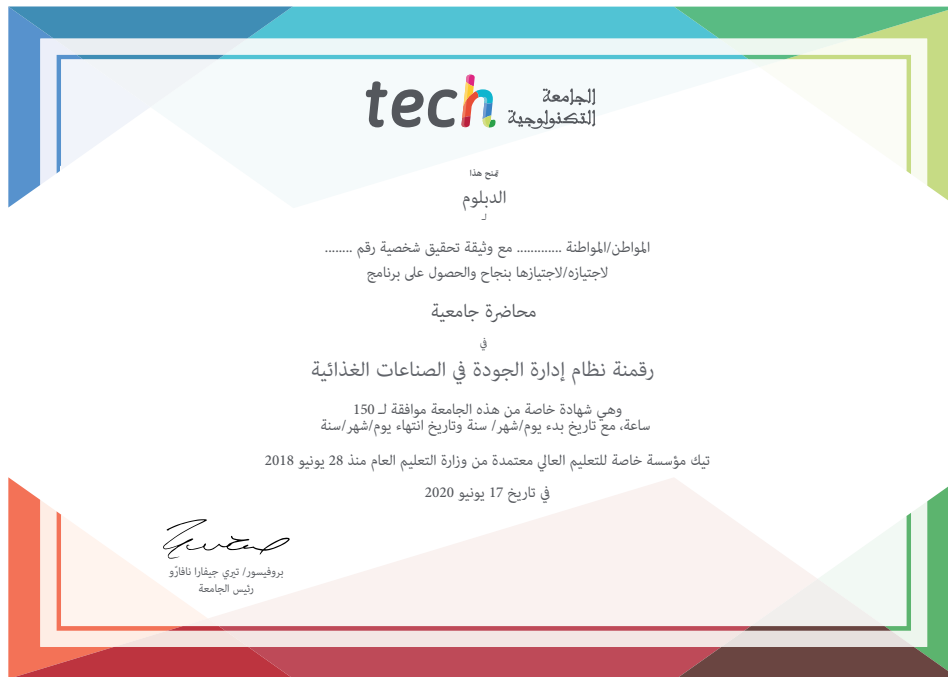 tech الجامعة
التكنولوجية
تمنح هذا
الدبلوم
لـ
المواطن/المواطنة ............. مع وثيقة تحقيق شخصية رقم ........
لاجتيازه/لاجتيازها بنجاح والحصول على برنامج
محاضرة جامعية
في
رقمنة نظام إدارة الجودة في الصناعات الغذائية
وهي شهادة خاصة من هذه الجامعة موافقة لـ 150
ساعة، مع تاريخ بدء يوم/شهر/ سنة وتاريخ انتهاء يوم/شهر/سنة
تيك مؤسسة خاصة للتعليم العالي معتمدة من وزارة التعليم العام منذ 28 يونيو 2018
في تاريخ 17 يونيو 2020
بروفيسور/ تيري جيفارا نافارّو
رئيس الجامعة